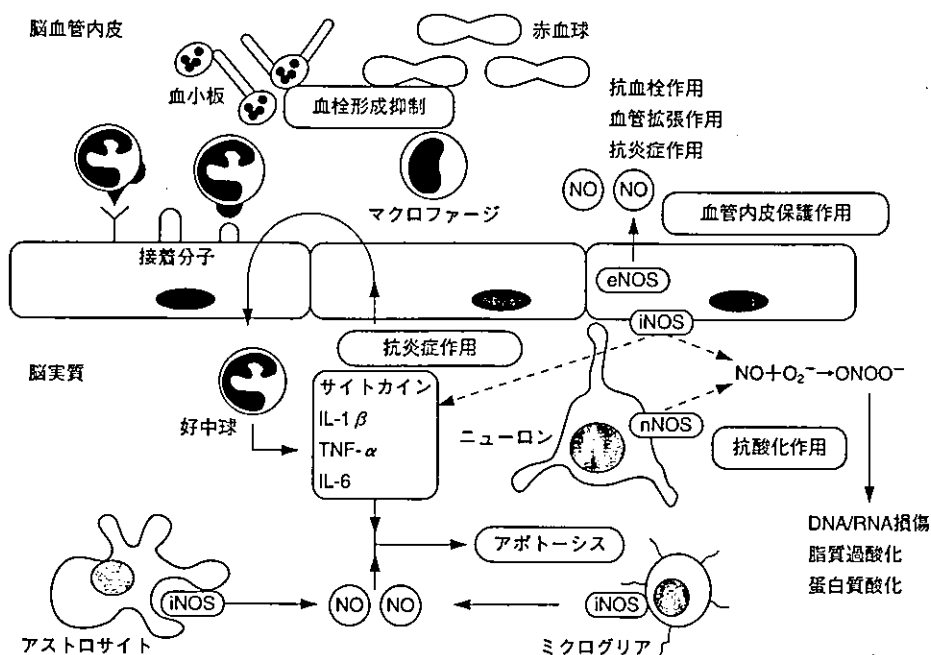 脳血管内皮
赤血球
血小板
血栓形成抑制
抗血栓作用
血管拡張作用
抗炎症作用
NO
NO
マクロファージ
血管内皮保護作用
接着分子
eNOS
iNOS
抗炎症作用
脳実質
サイトカイン
IL-1β
TNF-α
IL-6
好中球
ニューロン
nNOS
NO+O₂⁻→ONOO⁻
抗酸化作用
DNA/RNA損傷
脂質過酸化
蛋白質酸化
アポトーシス
iNOS
NO
NO
iNOS
アストロサイト
ミクログリア